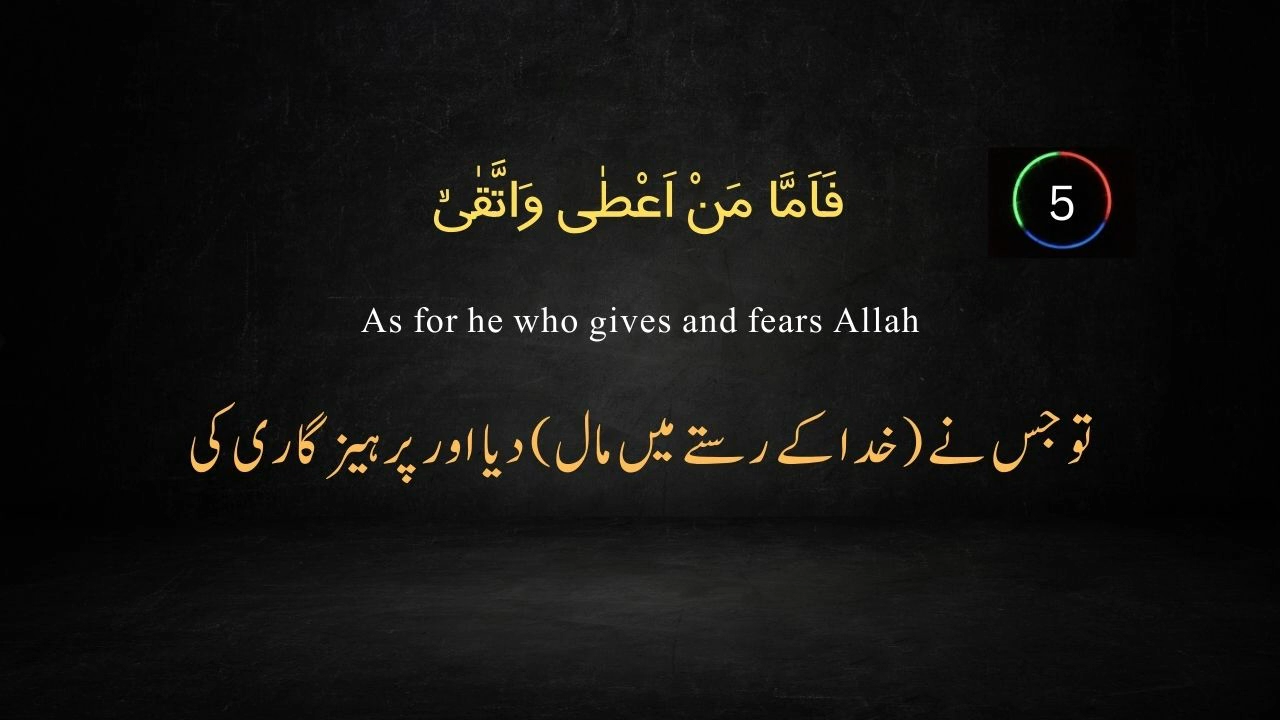 فَاَمَّا مَنْ اَعْطٰى وَاتَّقٰىۙ
5
As for he who gives and fears Allah
تو جس نے (خدا کے رستے میں مال) دیا اور پرہیز گاری کی